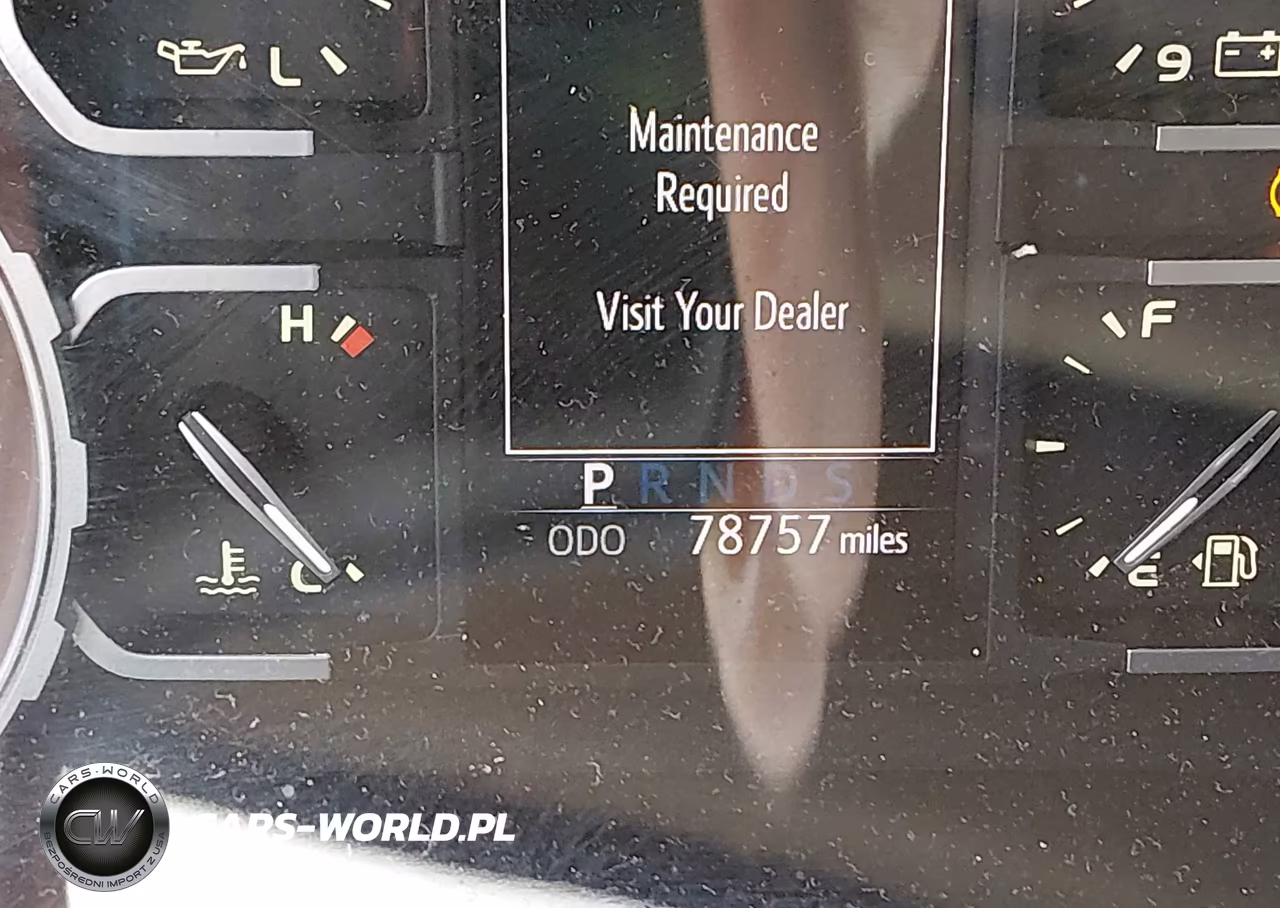 L
9
- +
Maintenance
Required
Visit Your Dealer
H
F
P R N D S
ODO 78757 miles
C
E
CARS-WORLD
CW
BEZPOŚREDNI IMPORT Z USA
CARS-WORLD.PL